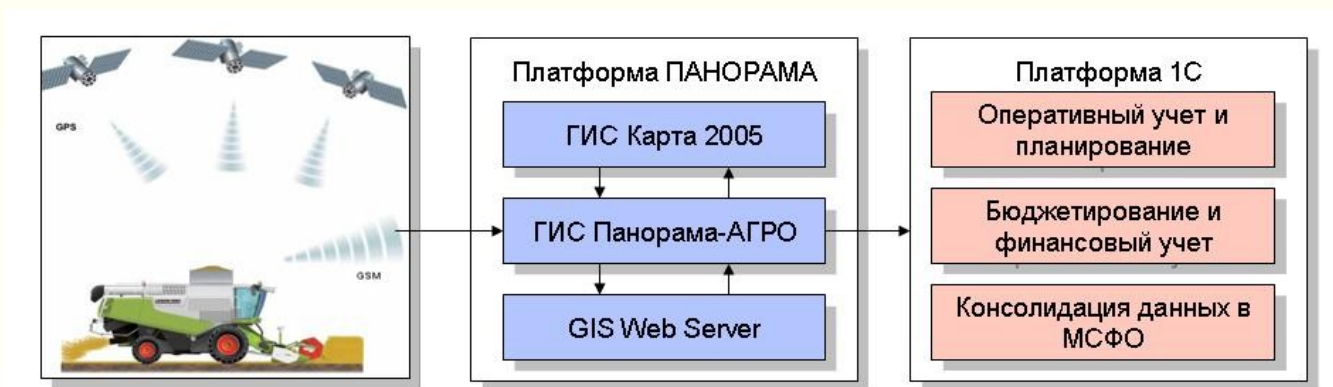 GPS
GSM
Платформа ПАНОРАМА
ГИС Карта 2005
ГИС Панорама-АГРО
GIS Web Server
Платформа 1С
Оперативный учет и
планирование
Бюджетирование и
финансовый учет
Консолидация данных в
МСФО